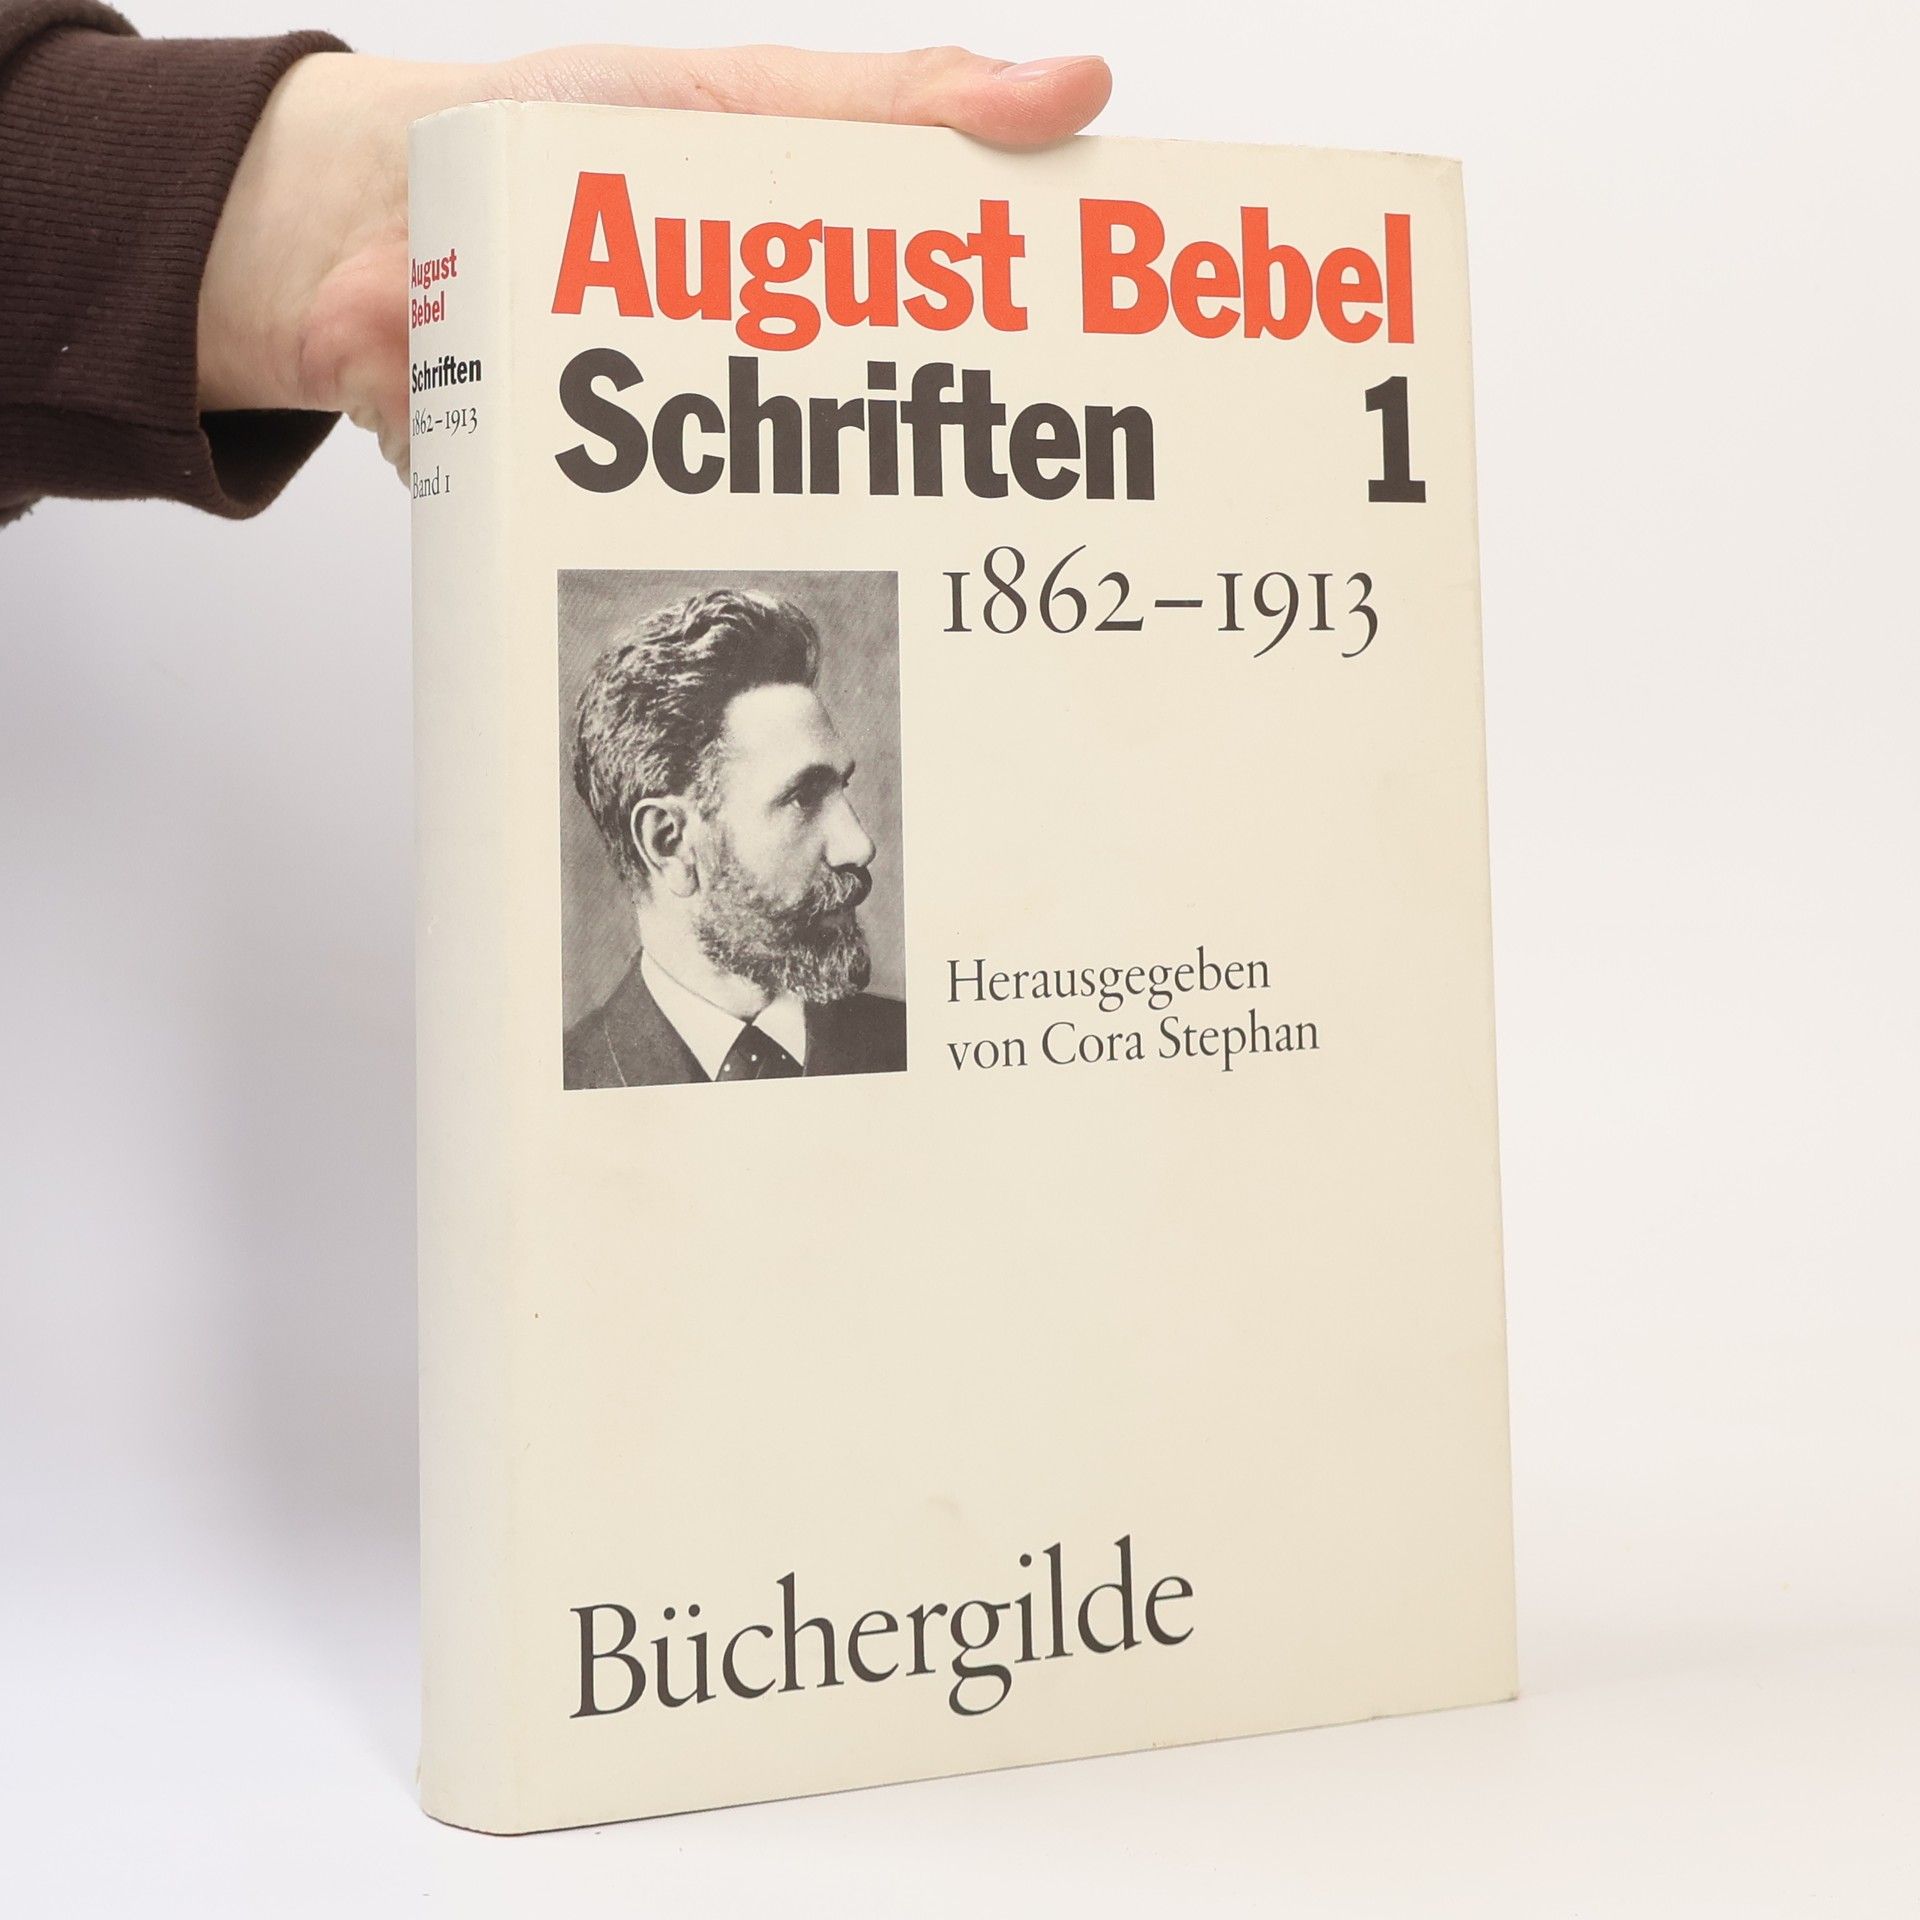 August
Bebel
Schriften
1862–1913
Band 1
August Bebel
Schriften 1
1862–1913
Herausgegeben
von Cora Stephan
Büchergilde